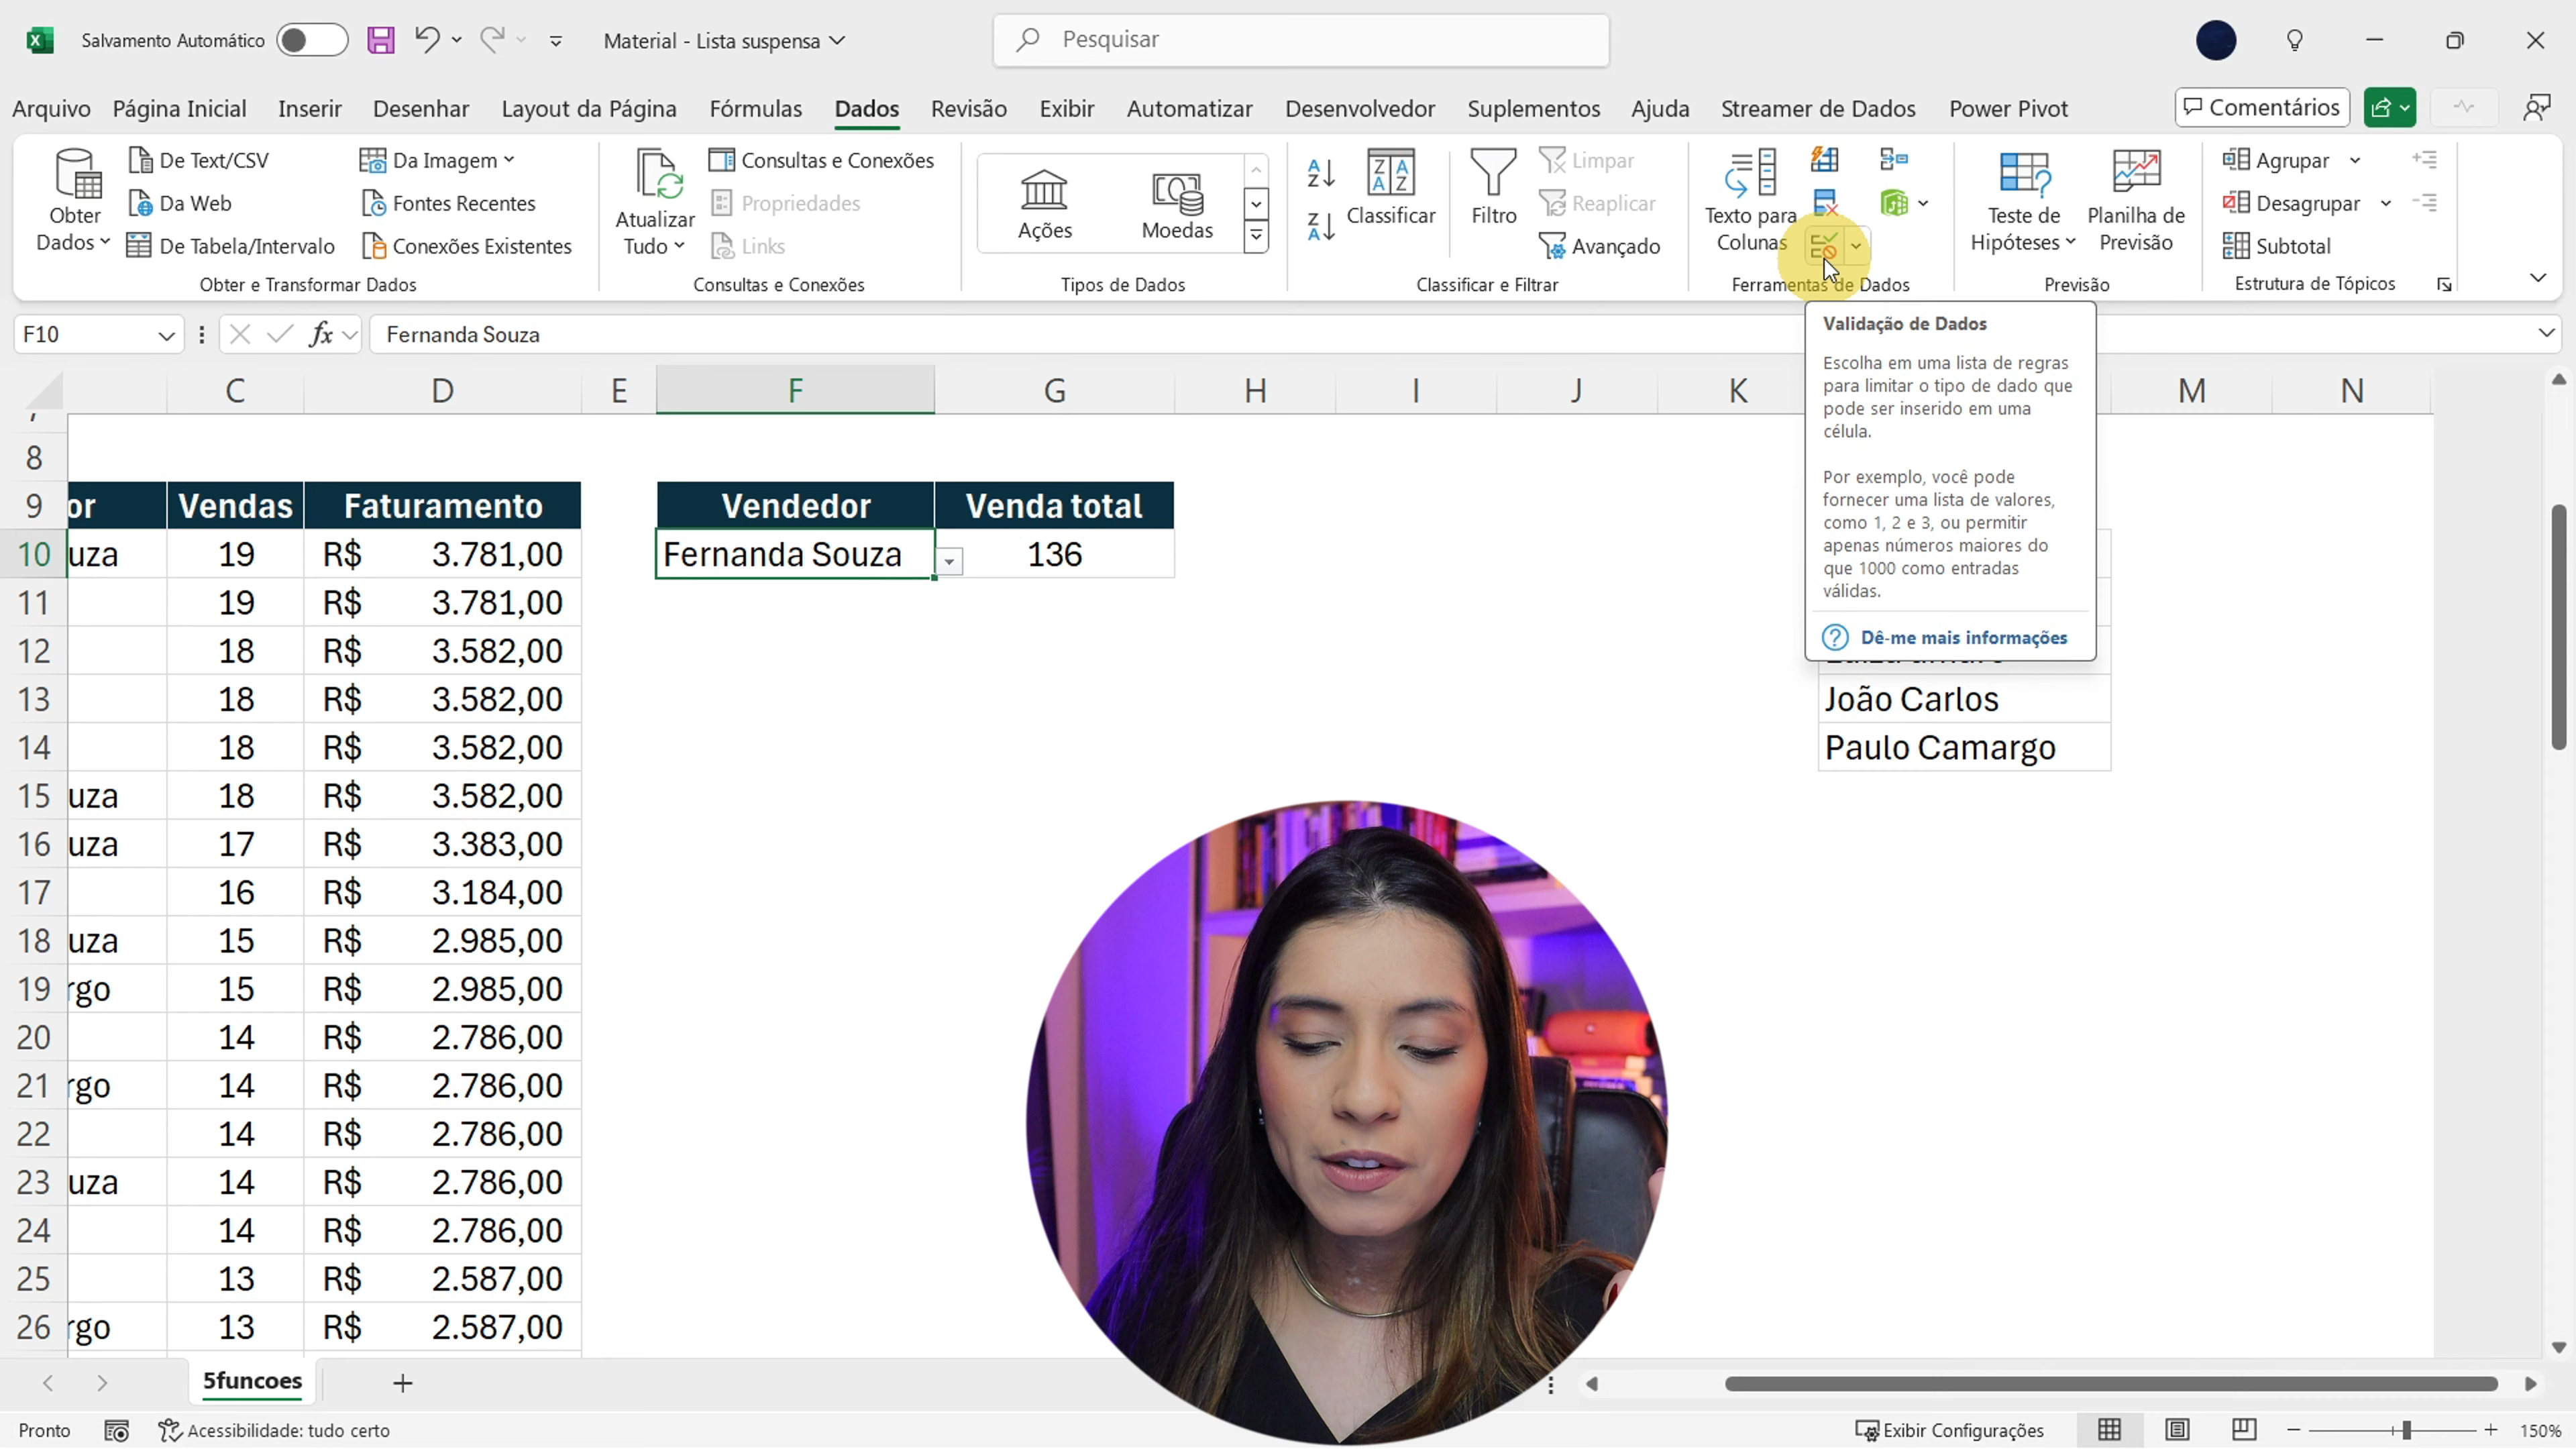 Salvamento Automático
Material - Lista suspensa
Pesquisar
Arquivo Página Inicial Inserir Desenhar Layout da Página Fórmulas Dados Revisão Exibir Automatizar Desenvolvedor Suplementos Ajuda Streamer de Dados Power Pivot Comentários
Obter
Dados
De Text/CSV
Da Web
De Tabela/Intervalo
Da Imagem
Fontes Recentes
Conexões Existentes
Obter e Transformar Dados
Atualizar
Tudo
Consultas e Conexões
Propriedades
Links
Consultas e Conexões
Ações
Moedas
Tipos de Dados
Classificar
Filtro
Limpar
Reaplicar
Avançado
Classificar e Filtrar
Texto para
Colunas
Ferramentas de Dados
Teste de
Hipóteses
Planilha de
Previsão
Previsão
Agrupar
Desagrupar
Subtotal
Estrutura de Tópicos
F10
fx
Fernanda Souza
Validação de Dados
Escolha em uma lista de regras
para limitar o tipo de dado que
pode ser inserido em uma
célula.
Por exemplo, você pode
fornecer uma lista de valores,
como 1, 2 e 3, ou permitir
apenas números maiores do
que 1000 como entradas
válidas.
Dê-me mais informações
C D E F G H I J K M N
8
9 or Vendas Faturamento Vendedor Venda total
10 uza 19 R$ 3.781,00 Fernanda Souza 136
11 19 R$ 3.781,00
12 18 R$ 3.582,00
13 18 R$ 3.582,00 João Carlos
14 18 R$ 3.582,00 Paulo Camargo
15 uza 18 R$ 3.582,00
16 uza 17 R$ 3.383,00
17 16 R$ 3.184,00
18 uza 15 R$ 2.985,00
19 rgo 15 R$ 2.985,00
20 14 R$ 2.786,00
21 rgo 14 R$ 2.786,00
22 14 R$ 2.786,00
23 uza 14 R$ 2.786,00
24 14 R$ 2.786,00
25 13 R$ 2.587,00
26 rgo 13 R$ 2.587,00
5funcoes
Pronto
Acessibilidade: tudo certo
Exibir Configurações
150%